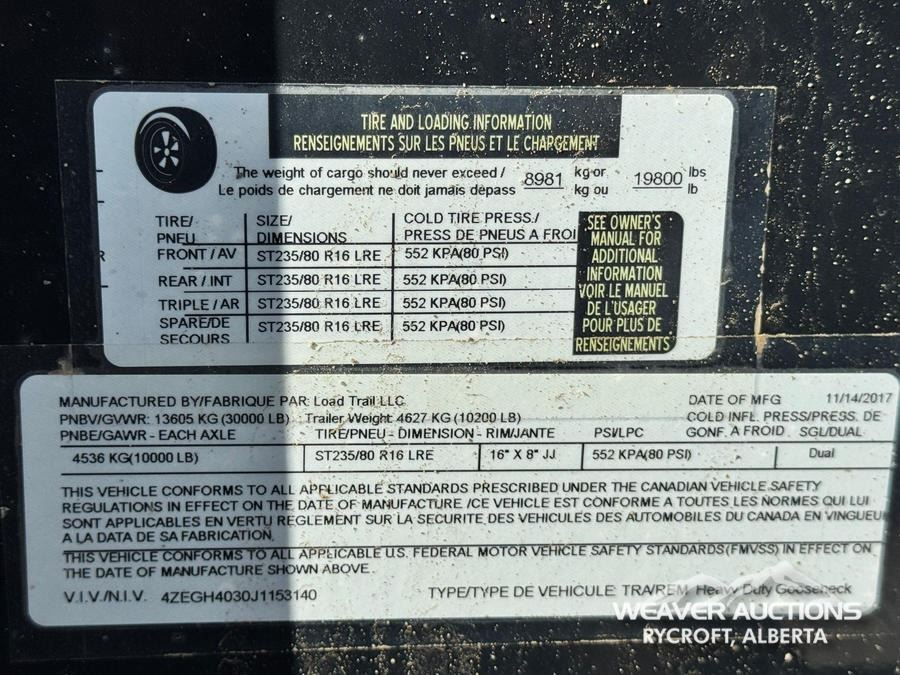 TIRE AND LOADING INFORMATION
RENSEIGNEMENTS SUR LES PNEUS ET LE CHARGEMENT
The weight of cargo should never exceed / 8981 kg or 19800 lbs
Le poids de chargement ne doit jamais depass kg ou lb
TIRE/ SIZE/ COLD TIRE PRESS./
PNEU DIMENSIONS PRESS DE PNEUS A FROI
FRONT / AV ST235/80 R16 LRE 552 KPA(80 PSI)
REAR / INT ST235/80 R16 LRE 552 KPA(80 PSI)
TRIPLE / AR ST235/80 R16 LRE 552 KPA(80 PSI)
SPARE/DE ST235/80 R16 LRE 552 KPA(80 PSI)
SECOURS
SEE OWNER'S
MANUAL FOR
ADDITIONAL
INFORMATION
VOIR LE MANUEL
DE L'USAGER
POUR PLUS DE
RENSEIGNEMENTS
MANUFACTURED BY/FABRIQUE PAR: Load Trail LLC DATE OF MFG 11/14/2017
PNBV/GVWR: 13605 KG (30000 LB) Trailer Weight: 4627 KG (10200 LB) COLD INFL. PRESS/PRESS. DE
PNBE/GAWR - EACH AXLE TIRE/PNEU - DIMENSION - RIM/JANTE PSI/LPC GONF. A FROID SGL/DUAL
4536 KG(10000 LB) ST235/80 R16 LRE 16" X 8" JJ 552 KPA(80 PSI) Dual
THIS VEHICLE CONFORMS TO ALL APPLICABLE STANDARDS PRESCRIBED UNDER THE CANADIAN VEHICLE SAFETY
REGULATIONS IN EFFECT ON THE DATE OF MANUFACTURE /CE VEHICLE EST CONFORME A TOUTES LES NORMES QUI LUI
SONT APPLICABLES EN VERTU REGLEMENT SUR LA SECURITE DES VEHICULES DES AUTOMOBILES DU CANADA EN VINGUEU
A LA DATA DE SA FABRICATION.
THIS VEHICLE CONFORMS TO ALL APPLICABLE U.S. FEDERAL MOTOR VEHICLE SAFETY STANDARDS(FMVSS) IN EFFECT ON
THE DATE OF MANUFACTURE SHOWN ABOVE.
V.I.V./N.I.V. 4ZEGH4030J1153140 TYPE/TYPE DE VEHICULE: TRA/REM Heavy Duty Gooseneck
WEAVER AUCTIONS
RYCROFT, ALBERTA